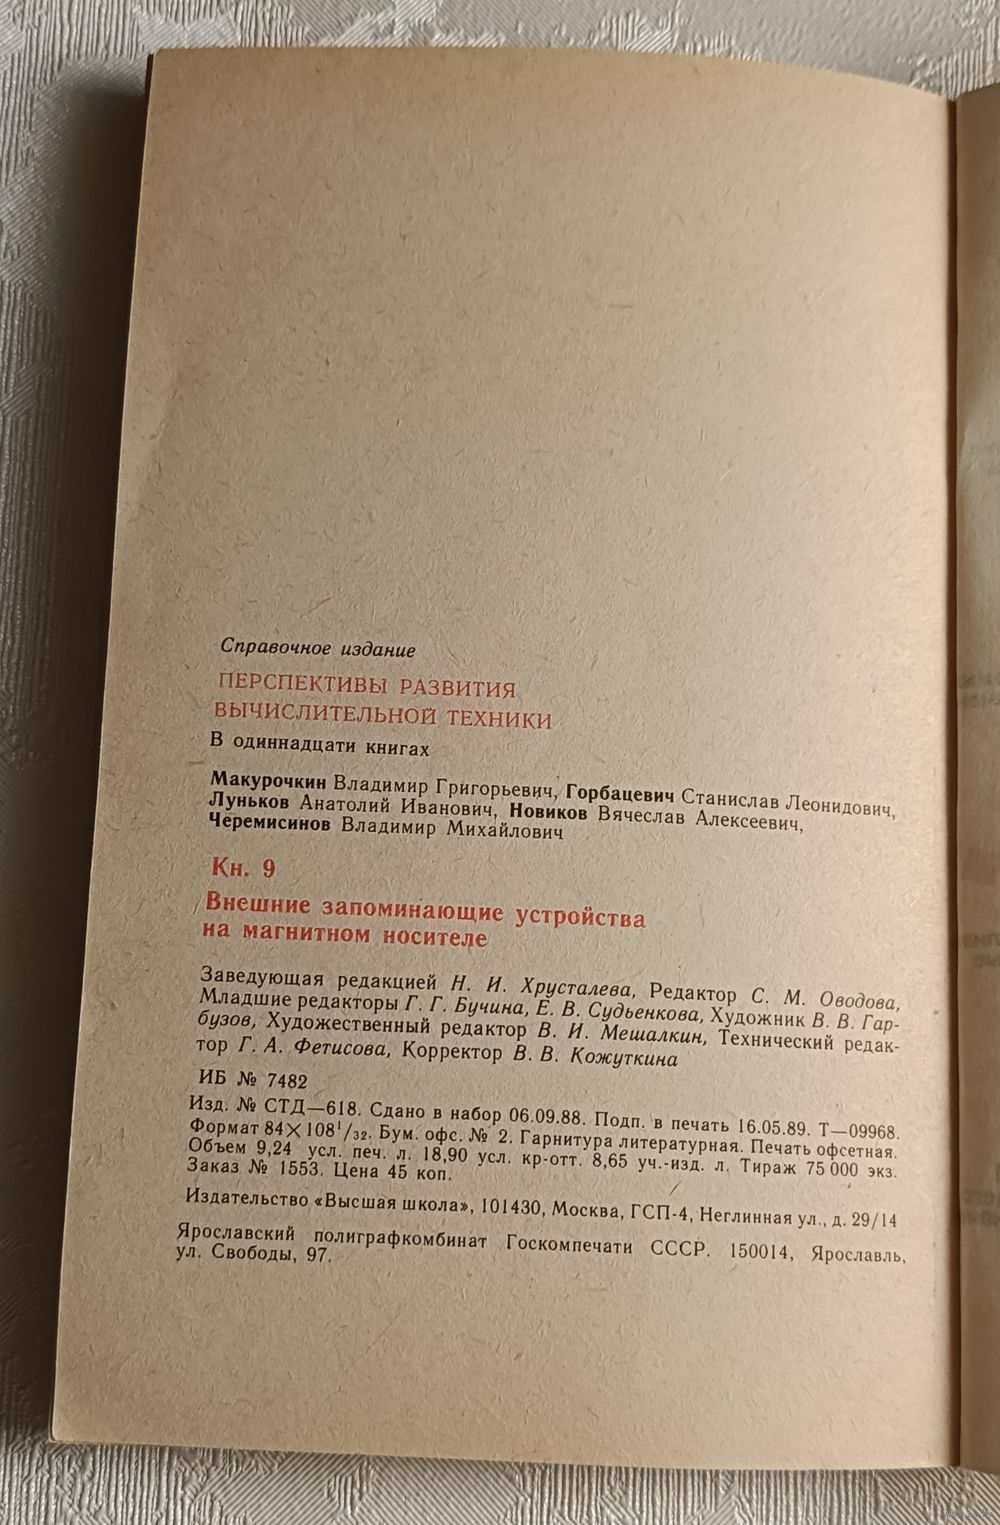 Справочное издание
ПЕРСПЕКТИВЫ РАЗВИТИЯ
ВЫЧИСЛИТЕЛЬНОЙ ТЕХНИКИ
В одиннадцати книгах
Макурочкин Владимир Григорьевич, Горбацевич Станислав Леонидович,
Луньков Анатолий Иванович, Новиков Вячеслав Алексеевич,
Черемисинов Владимир Михайлович
Кн. 9
Внешние запоминающие устройства
на магнитном носителе
Заведующая редакцией Н. И. Хрусталева, Редактор С. М. Оводова,
Младшие редакторы Г. Г. Бучина, Е. В. Судьенкова, Художник В. В. Гар-
бузов, Художественный редактор В. И. Мешалкин, Технический редак-
тор Г. А. Фетисова, Корректор В. В. Кожуткина
ИБ № 7482
Изд. № СТД—618. Сдано в набор 06.09.88. Подп. в печать 16.05.89. Т—09968.
Формат 84×108¹/₃₂. Бум. офс. № 2. Гарнитура литературная. Печать офсетная.
Объем 9,24 усл. печ. л. 18,90 усл. кр-отт. 8,65 уч.-изд. л. Тираж 75 000 экз.
Заказ № 1553. Цена 45 коп.
Издательство «Высшая школа», 101430, Москва, ГСП-4, Неглинная ул., д. 29/14
Ярославский полиграфкомбинат Госкомпечати СССР. 150014, Ярославль,
ул. Свободы, 97.